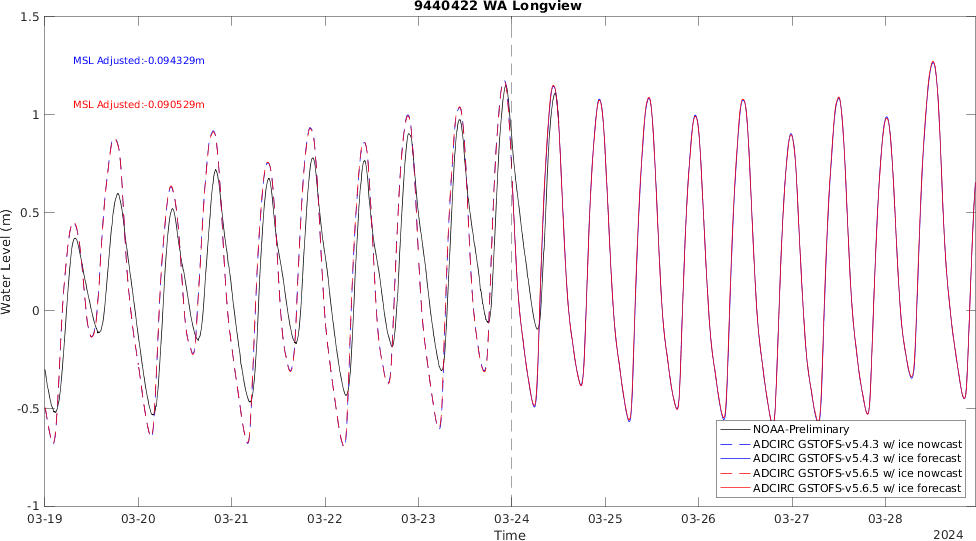 9440422 WA Longview
1.5
MSL Adjusted:-0.094329m
MSL Adjusted:-0.090529m
1
0.5
0
-0.5
-1
Water Level (m)
NOAA-Preliminary
ADCIRC GSTOFS-v5.4.3 w/ ice nowcast
ADCIRC GSTOFS-v5.4.3 w/ ice forecast
ADCIRC GSTOFS-v5.6.5 w/ ice nowcast
ADCIRC GSTOFS-v5.6.5 w/ ice forecast
03-19 03-20 03-21 03-22 03-23 03-24 03-25 03-26 03-27 03-28
Time
2024